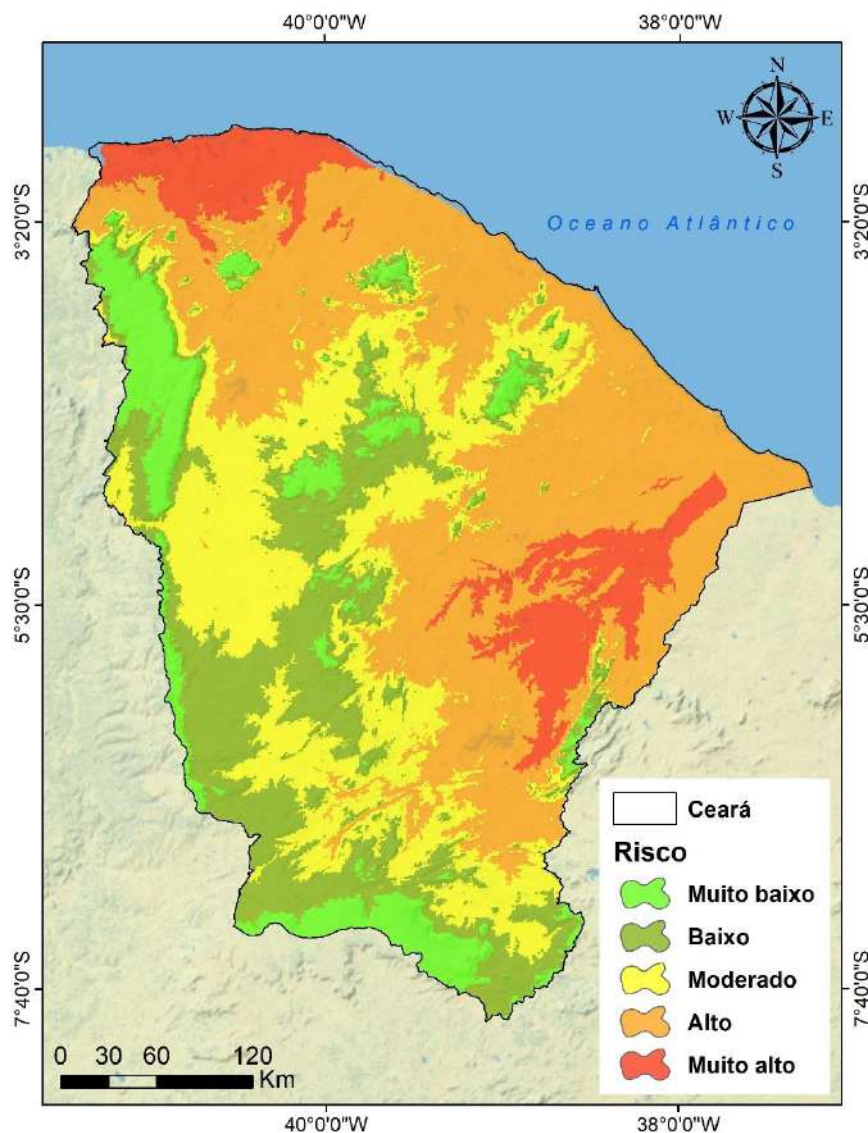 40°0'0"W 38°0'0"W
N
W E
S
3°20'0"S 3°20'0"S
Oceano Atlântico
5°30'0"S 5°30'0"S
Ceará
Risco
Muito baixo
Baixo
Moderado
Alto
Muito alto
7°40'0"S 7°40'0"S
0 30 60 120
Km
40°0'0"W 38°0'0"W